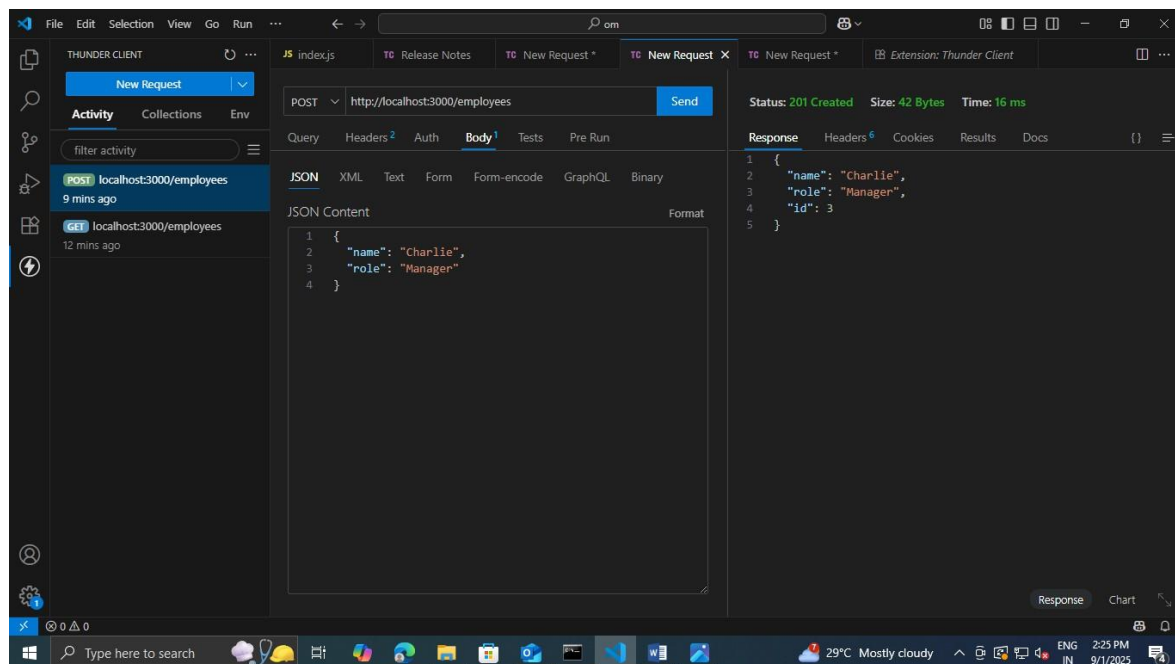 File Edit Selection View Go Run ··· om
THUNDER CLIENT
New Request
Activity Collections Env
filter activity
POST localhost:3000/employees
9 mins ago
GET localhost:3000/employees
12 mins ago
JS index.js TC Release Notes TC New Request * TC New Request TC New Request * Extension: Thunder Client
POST http://localhost:3000/employees Send
Query Headers 2 Auth Body 1 Tests Pre Run
JSON XML Text Form Form-encode GraphQL Binary
JSON Content Format
1 {
2 "name": "Charlie",
3 "role": "Manager"
4 }
Status: 201 Created Size: 42 Bytes Time: 16 ms
Response Headers 6 Cookies Results Docs {}
1 {
2 "name": "Charlie",
3 "role": "Manager",
4 "id": 3
5 }
Response Chart
1
0 0
Type here to search 29°C Mostly cloudy ENG 2:25 PM
IN 9/1/2025